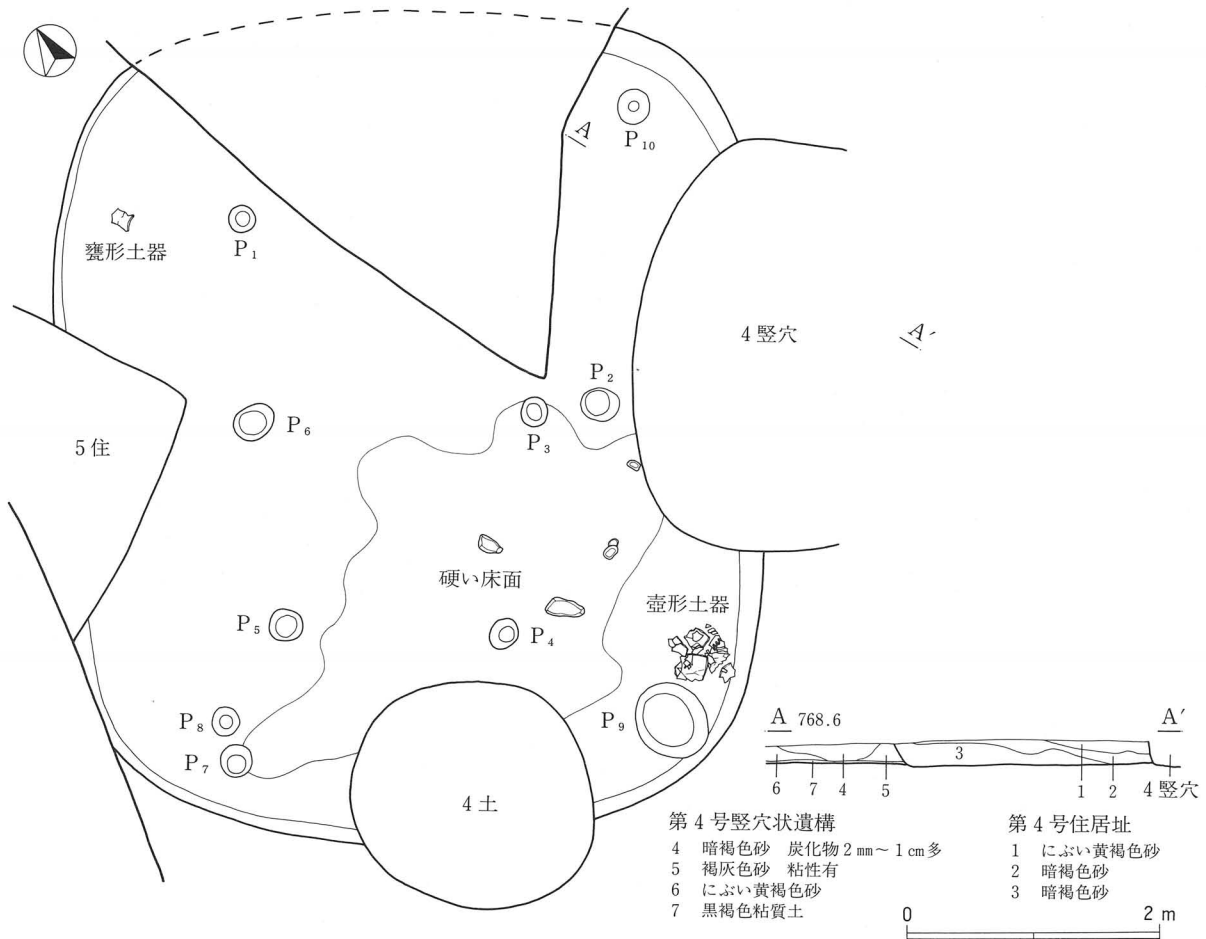 A
P₁₀
甕形土器
P₁
4竪穴
A′
P₂
P₃
P₆
5住
硬い床面
壺形土器
P₅
P₄
P₈
P₉
P₇
4土
A 768.6 A′
3
6 7 4 5 1 2 4竪穴
第4号竪穴状遺構
4 暗褐色砂 炭化物2mm〜1cm多
5 褐灰色砂 粘性有
6 にぶい黄褐色砂
7 黒褐色粘質土
第4号住居址
1 にぶい黄褐色砂
2 暗褐色砂
3 暗褐色砂
0 2m